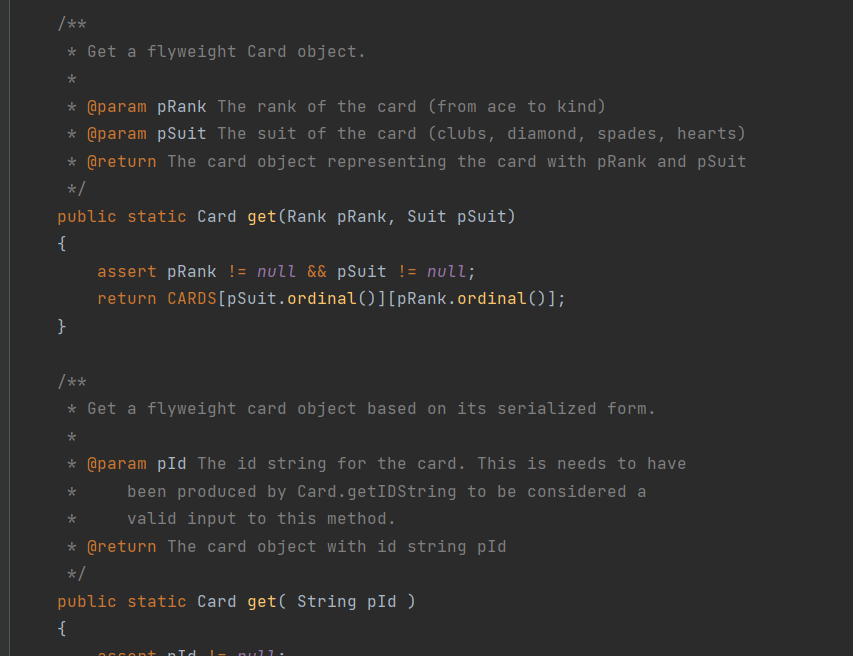 /**
 * Get a flyweight Card object.
 *
 * @param pRank The rank of the card (from ace to kind)
 * @param pSuit The suit of the card (clubs, diamond, spades, hearts)
 * @return The card object representing the card with pRank and pSuit
 */
public static Card get(Rank pRank, Suit pSuit)
{
    assert pRank != null && pSuit != null;
    return CARDS[pSuit.ordinal()][pRank.ordinal()];
}
/**
 * Get a flyweight card object based on its serialized form.
 *
 * @param pId The id string for the card. This is needs to have
 *     been produced by Card.getIDString to be considered a
 *     valid input to this method.
 * @return The card object with id string pId
 */
public static Card get( String pId )
{
    assert pId != null;